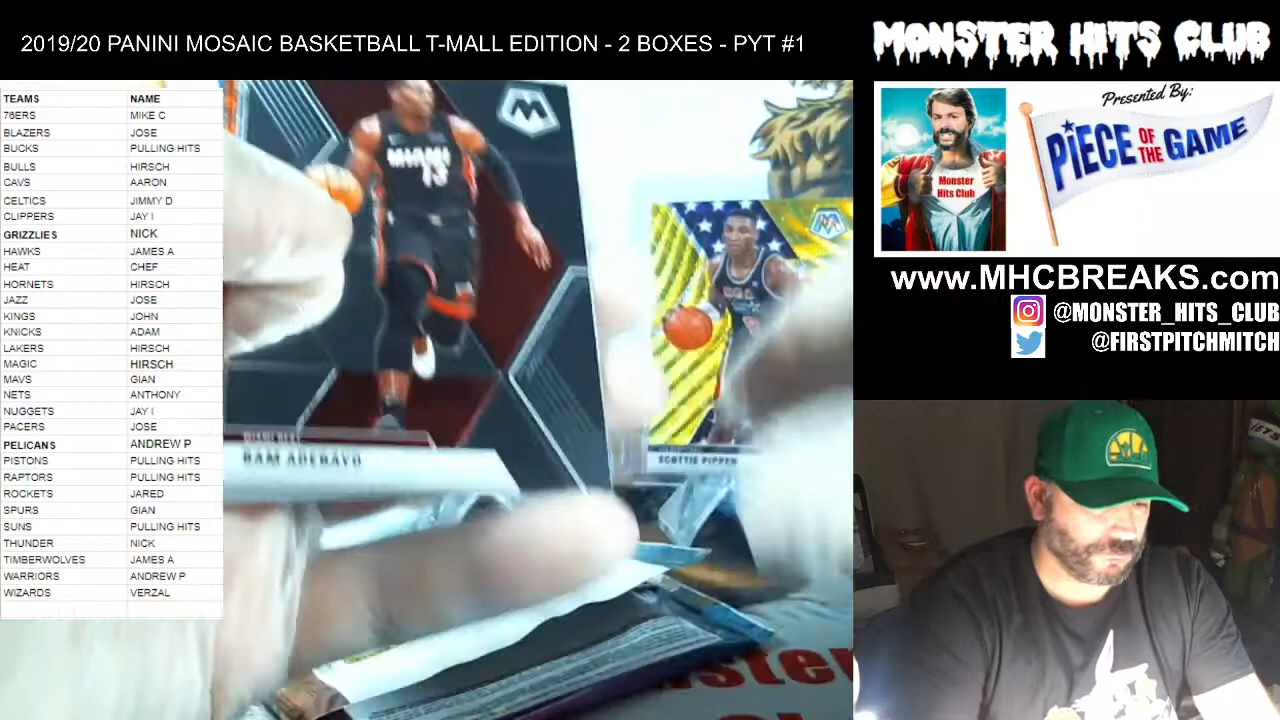 2019/20 PANINI MOSAIC BASKETBALL T-MALL EDITION - 2 BOXES - PYT #1
MONSTER HITS CLUB
Presented By:
PIECE OF THE GAME
Monster
Hits Club
www.MHCBREAKS.com
@MONSTER_HITS_CLUB
@FIRSTPITCHMITCH
TEAMS NAME
76ERS MIKE C
BLAZERS JOSE
BUCKS PULLING HITS
BULLS HIRSCH
CAVS AARON
CELTICS JIMMY D
CLIPPERS JAY I
GRIZZLIES NICK
HAWKS JAMES A
HEAT CHEF
HORNETS HIRSCH
JAZZ JOSE
KINGS JOHN
KNICKS ADAM
LAKERS HIRSCH
MAGIC HIRSCH
MAVS GIAN
NETS ANTHONY
NUGGETS JAY I
PACERS JOSE
PELICANS ANDREW P
PISTONS PULLING HITS
RAPTORS PULLING HITS
ROCKETS JARED
SPURS GIAN
SUNS PULLING HITS
THUNDER NICK
TIMBERWOLVES JAMES A
WARRIORS ANDREW P
WIZARDS VERZAL
MIAMI
13
MIAMI HEAT
BAM ADEBAYO
SCOTTIE PIPPEN